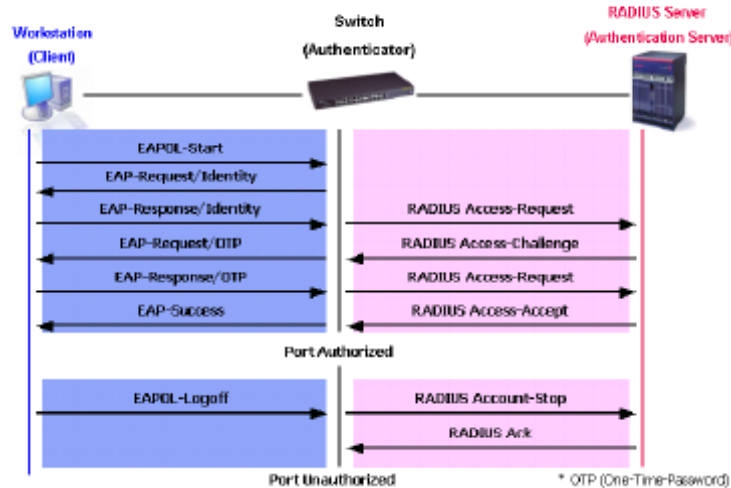 Workstation
(Client)
Switch
(Authenticator)
RADIUS Server
(Authentication Server)
EAPOL-Start
EAP-Request/Identity
EAP-Response/Identity
RADIUS Access-Request
EAP-Request/OTP
RADIUS Access-Challenge
EAP-Response/OTP
RADIUS Access-Request
EAP-Success
RADIUS Access-Accept
Port Authorized
EAPOL-Logoff
RADIUS Account-Stop
RADIUS Ack
Port Unauthorized
* OTP (One-Time-Password)